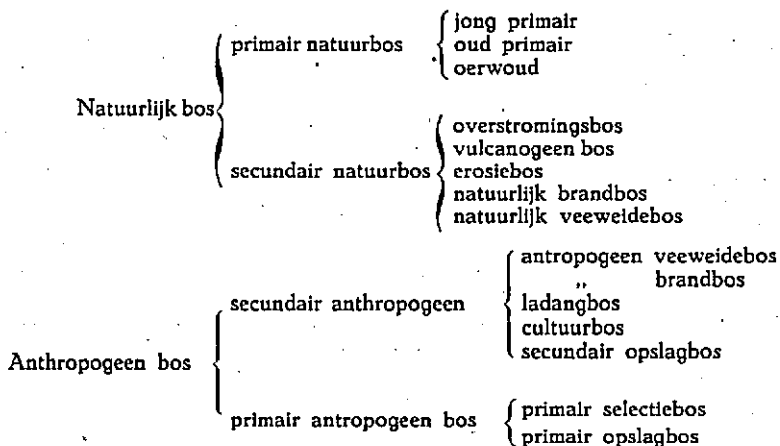 jong primair
primair natuurbos
oud primair
oerwoud
Natuurlijk bos
overstromingsbos
vulcanogeen bos
secundair natuurbos
erosiebos
natuurlijk brandbos
natuurlijk veeweidebos
antropogeen veeweidebos
„ brandbos
secundair anthropogeen
ladangbos
cultuurbos
secundair opslagbos
Anthropogeen bos
primair selectiebos
primair antropogeen bos
primair opslagbos